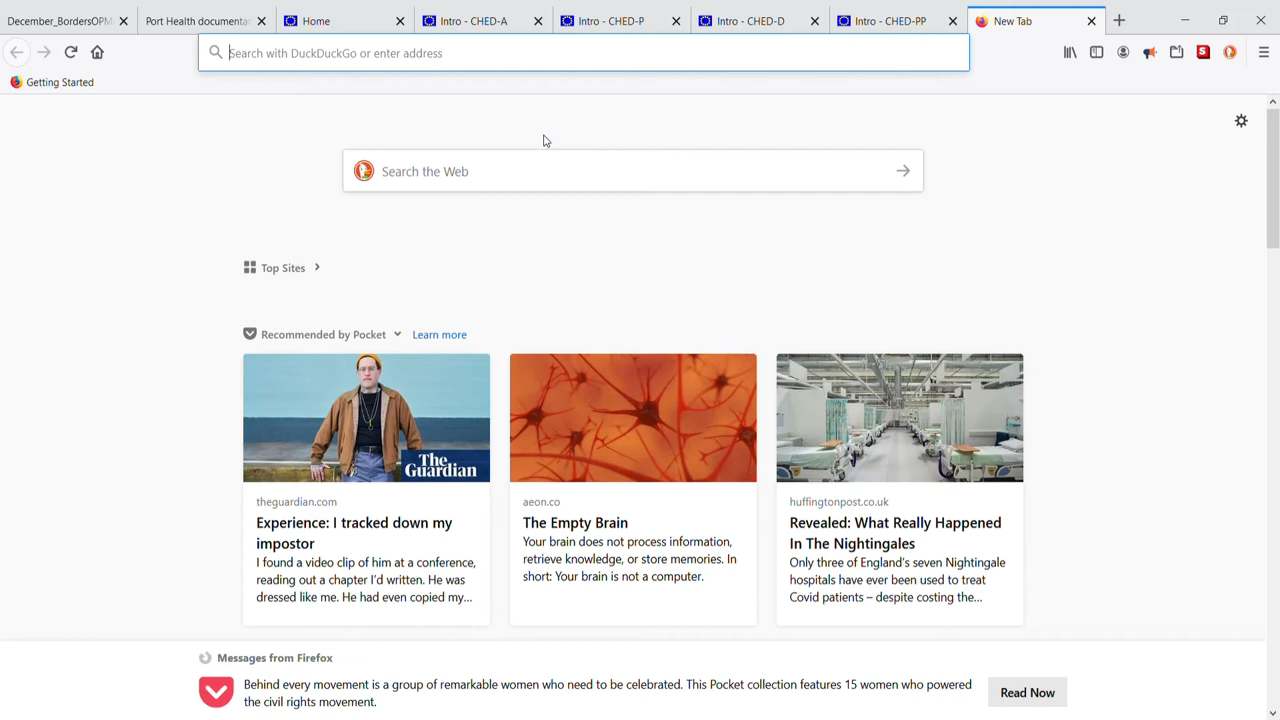 December_BordersOPM
Port Health documenta
Home
Intro - CHED-A
Intro - CHED-P
Intro - CHED-D
Intro - CHED-PP
New Tab
Search with DuckDuckGo or enter address
S
Getting Started
Search the Web
Top Sites
Recommended by Pocket Learn more
The Guardian
theguardian.com
Experience: I tracked down my
impostor
I found a video clip of him at a conference,
reading out a chapter I'd written. He was
dressed like me. He had even copied my...
aeon.co
The Empty Brain
Your brain does not process information,
retrieve knowledge, or store memories. In
short: Your brain is not a computer.
huffingtonpost.co.uk
Revealed: What Really Happened
In The Nightingales
Only three of England's seven Nightingale
hospitals have ever been used to treat
Covid patients – despite costing the...
Messages from Firefox
Behind every movement is a group of remarkable women who need to be celebrated. This Pocket collection features 15 women who powered
the civil rights movement.
Read Now